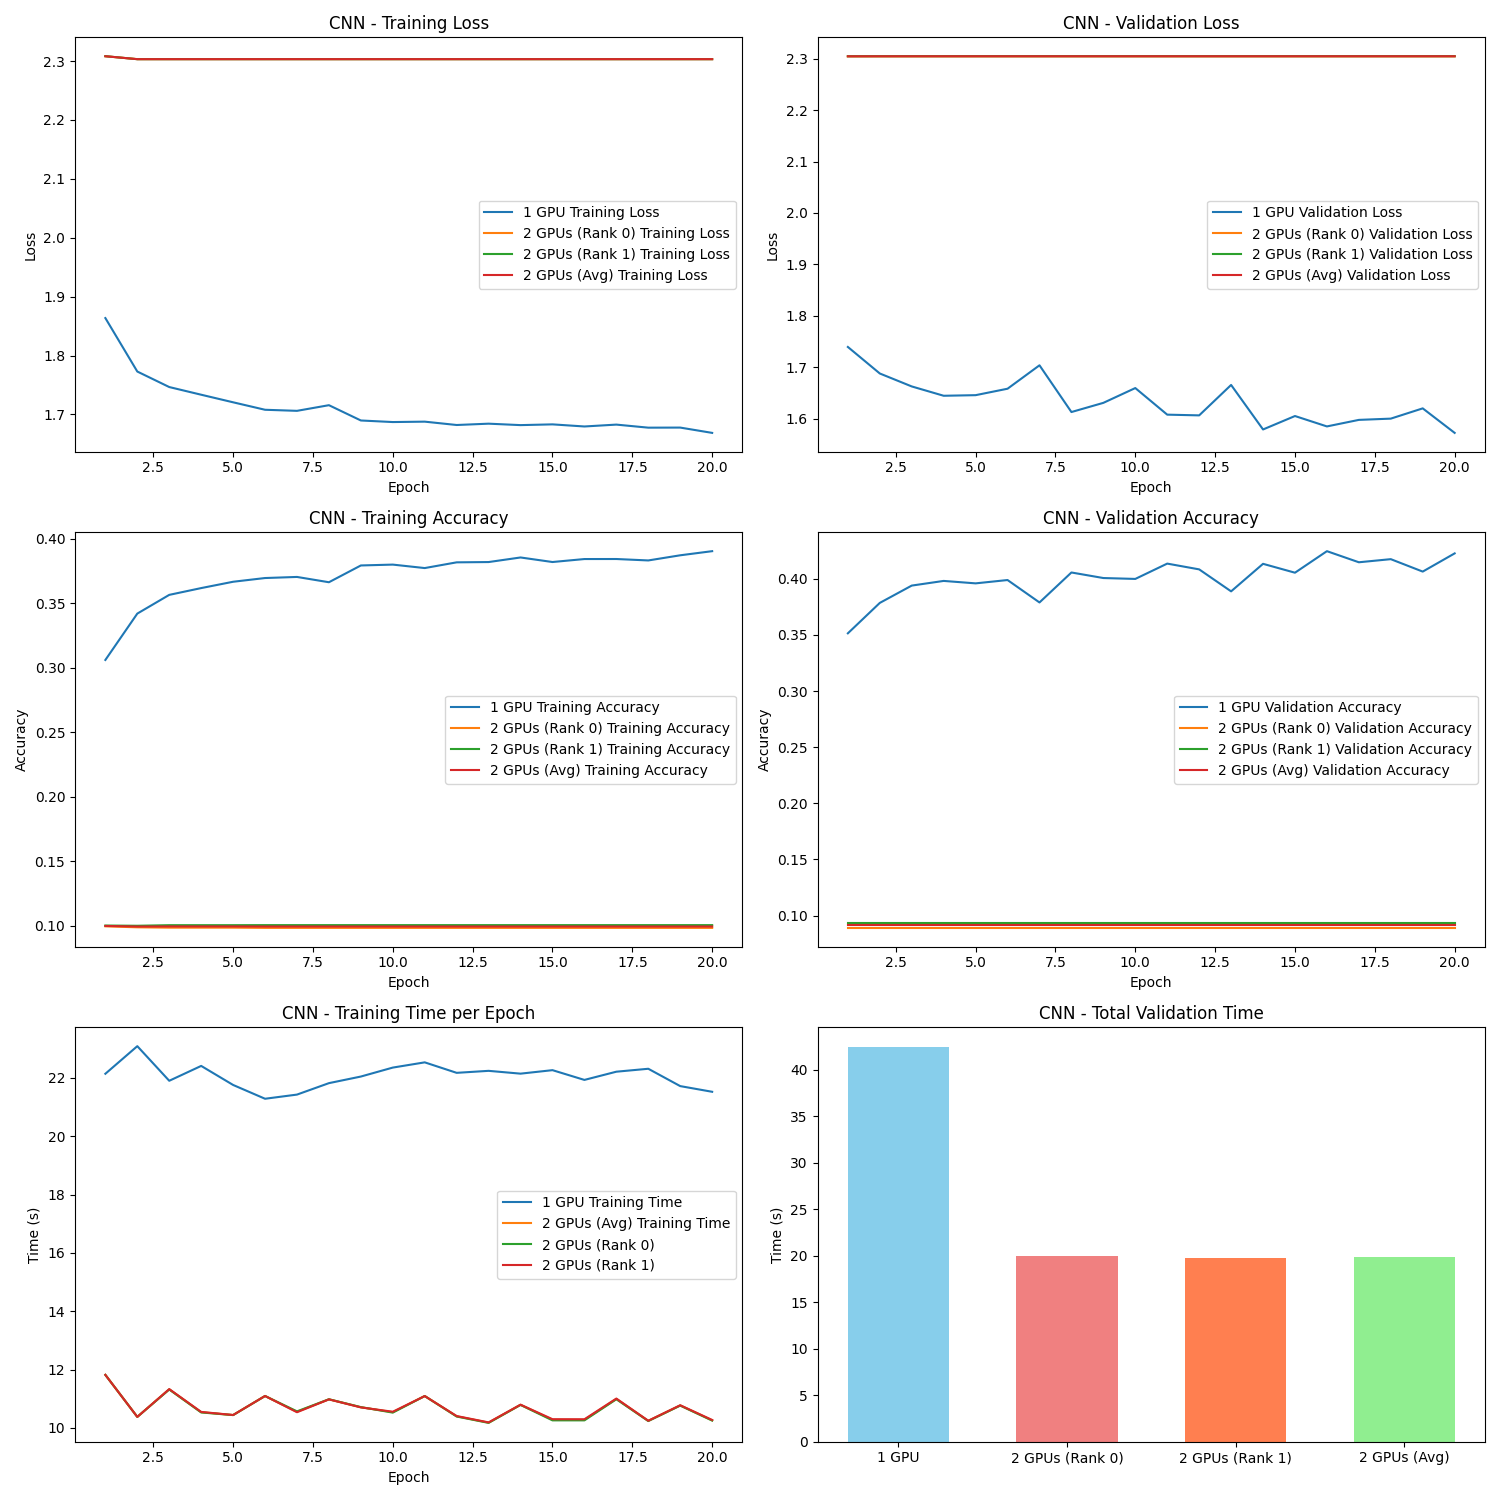 CNN - Training Loss
Loss
2.3
2.2
2.1
2.0
1.9
1.8
1.7
1 GPU Training Loss
2 GPUs (Rank 0) Training Loss
2 GPUs (Rank 1) Training Loss
2 GPUs (Avg) Training Loss
2.5 5.0 7.5 10.0 12.5 15.0 17.5 20.0
Epoch
CNN - Validation Loss
Loss
2.3
2.2
2.1
2.0
1.9
1.8
1.7
1.6
1 GPU Validation Loss
2 GPUs (Rank 0) Validation Loss
2 GPUs (Rank 1) Validation Loss
2 GPUs (Avg) Validation Loss
2.5 5.0 7.5 10.0 12.5 15.0 17.5 20.0
Epoch
CNN - Training Accuracy
Accuracy
0.40
0.35
0.30
0.25
0.20
0.15
0.10
1 GPU Training Accuracy
2 GPUs (Rank 0) Training Accuracy
2 GPUs (Rank 1) Training Accuracy
2 GPUs (Avg) Training Accuracy
2.5 5.0 7.5 10.0 12.5 15.0 17.5 20.0
Epoch
CNN - Validation Accuracy
Accuracy
0.40
0.35
0.30
0.25
0.20
0.15
0.10
1 GPU Validation Accuracy
2 GPUs (Rank 0) Validation Accuracy
2 GPUs (Rank 1) Validation Accuracy
2 GPUs (Avg) Validation Accuracy
2.5 5.0 7.5 10.0 12.5 15.0 17.5 20.0
Epoch
CNN - Training Time per Epoch
Time (s)
22
20
18
16
14
12
10
1 GPU Training Time
2 GPUs (Avg) Training Time
2 GPUs (Rank 0)
2 GPUs (Rank 1)
2.5 5.0 7.5 10.0 12.5 15.0 17.5 20.0
Epoch
CNN - Total Validation Time
Time (s)
40
35
30
25
20
15
10
5
0
1 GPU 2 GPUs (Rank 0) 2 GPUs (Rank 1) 2 GPUs (Avg)